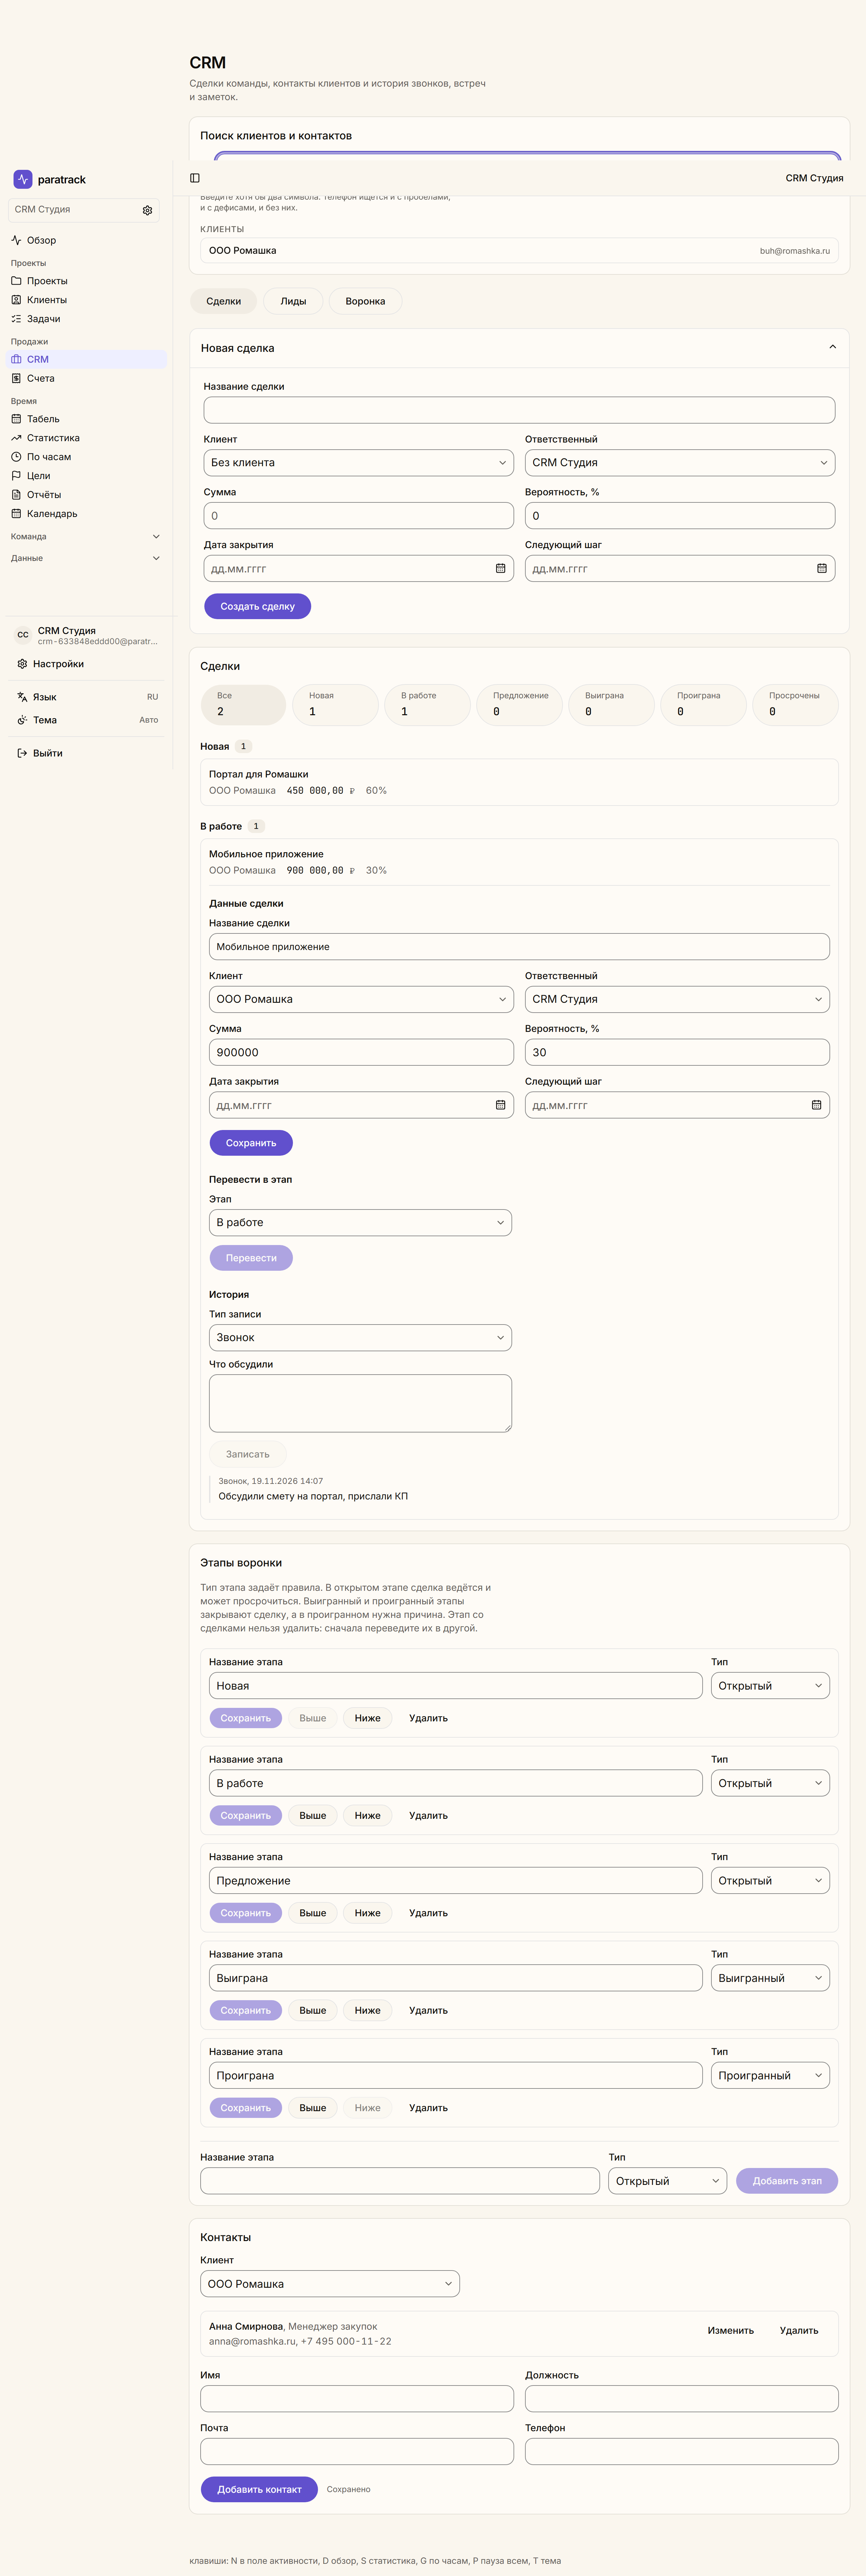 CRM
Сделки команды, контакты клиентов и история звонков, встреч
и заметок.
Поиск клиентов и контактов
paratrack
CRM Студия
CRM Студия
Обзор
Проекты
Проекты
Клиенты
Задачи
Продажи
CRM
Счета
Время
Табель
Статистика
По часам
Цели
Отчёты
Календарь
Команда
Данные
CC
CRM Студия
crm-633848eddd00@paratr...
Настройки
Язык RU
Тема Авто
Выйти
Введите хотя бы два символа. Телефон ищется и с пробелами,
и с дефисами, и без них.
КЛИЕНТЫ
ООО Ромашка buh@romashka.ru
Сделки Лиды Воронка
Новая сделка
Название сделки
Клиент Ответственный
Без клиента CRM Студия
Сумма Вероятность, %
0 0
Дата закрытия Следующий шаг
дд.мм.гггг дд.мм.гггг
Создать сделку
Сделки
Все Новая В работе Предложение Выиграна Проиграна Просрочены
2 1 1 0 0 0 0
Новая 1
Портал для Ромашки
ООО Ромашка 450 000,00 ₽ 60%
В работе 1
Мобильное приложение
ООО Ромашка 900 000,00 ₽ 30%
Данные сделки
Название сделки
Мобильное приложение
Клиент Ответственный
ООО Ромашка CRM Студия
Сумма Вероятность, %
900000 30
Дата закрытия Следующий шаг
дд.мм.гггг дд.мм.гггг
Сохранить
Перевести в этап
Этап
В работе
Перевести
История
Тип записи
Звонок
Что обсудили
Записать
Звонок, 19.11.2026 14:07
Обсудили смету на портал, прислали КП
Этапы воронки
Тип этапа задаёт правила. В открытом этапе сделка ведётся и
может просрочиться. Выигранный и проигранный этапы
закрывают сделку, а в проигранном нужна причина. Этап со
сделками нельзя удалить: сначала переведите их в другой.
Название этапа Тип
Новая Открытый
Сохранить Выше Ниже Удалить
Название этапа Тип
В работе Открытый
Сохранить Выше Ниже Удалить
Название этапа Тип
Предложение Открытый
Сохранить Выше Ниже Удалить
Название этапа Тип
Выиграна Выигранный
Сохранить Выше Ниже Удалить
Название этапа Тип
Проиграна Проигранный
Сохранить Выше Ниже Удалить
Название этапа Тип
Открытый Добавить этап
Контакты
Клиент
ООО Ромашка
Анна Смирнова, Менеджер закупок
anna@romashka.ru, +7 495 000-11-22
Изменить Удалить
Имя Должность
Почта Телефон
Добавить контакт Сохранено
клавиши: N в поле активности, D обзор, S статистика, G по часам, P пауза всем, T тема